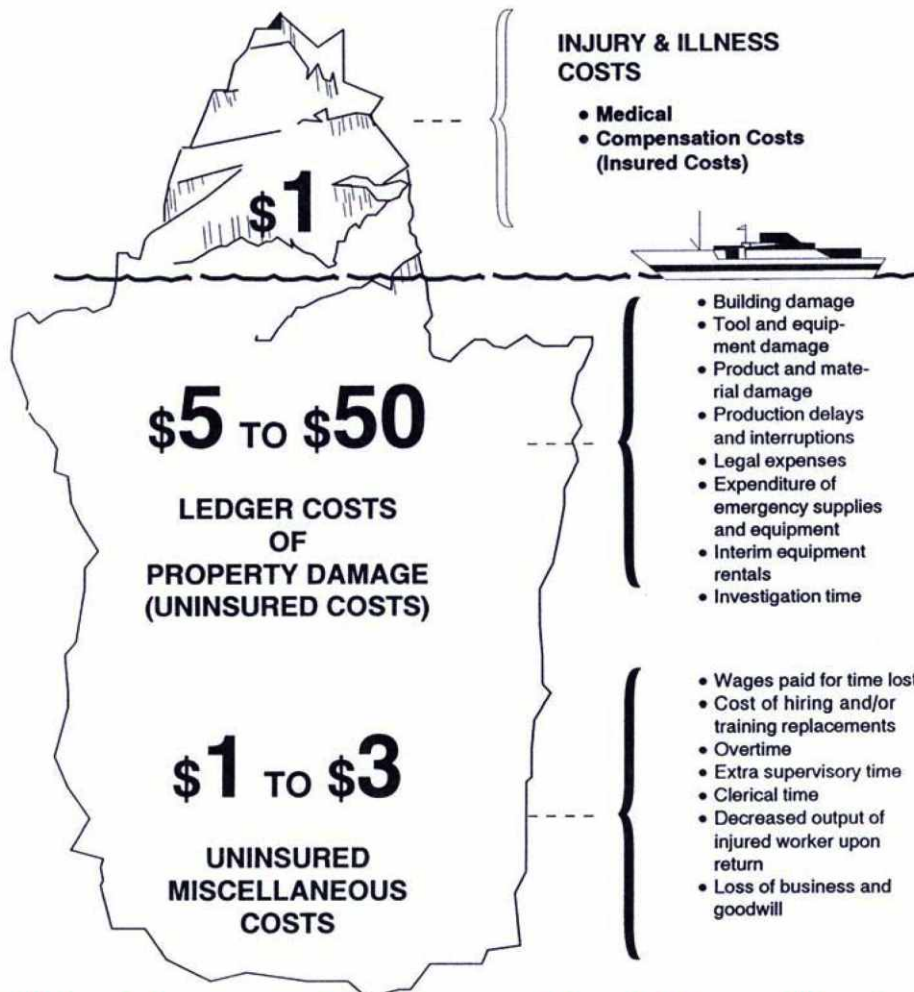 INJURY & ILLNESS
COSTS
• Medical
• Compensation Costs
(Insured Costs)
$1
$5 TO $50
LEDGER COSTS
OF
PROPERTY DAMAGE
(UNINSURED COSTS)
• Building damage
• Tool and equip-
ment damage
• Product and mate-
rial damage
• Production delays
and interruptions
• Legal expenses
• Expenditure of
emergency supplies
and equipment
• Interim equipment
rentals
• Investigation time
$1 TO $3
UNINSURED
MISCELLANEOUS
COSTS
• Wages paid for time lost
• Cost of hiring and/or
training replacements
• Overtime
• Extra supervisory time
• Clerical time
• Decreased output of
injured worker upon
return
• Loss of business and
goodwill